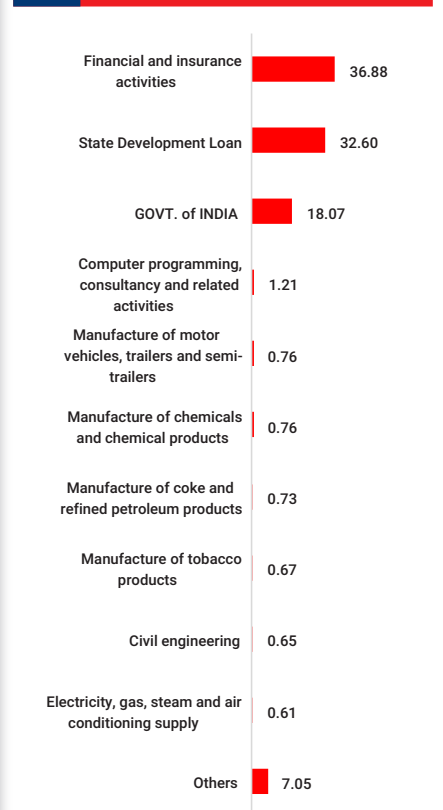 Financial and insurance
activities
36.88
State Development Loan
32.60
GOVT. of INDIA
18.07
Computer programming,
consultancy and related
activities
1.21
Manufacture of motor
vehicles, trailers and semi-
trailers
0.76
Manufacture of chemicals
and chemical products
0.76
Manufacture of coke and
refined petroleum products
0.73
Manufacture of tobacco
products
0.67
Civil engineering
0.65
Electricity, gas, steam and air
conditioning supply
0.61
Others
7.05